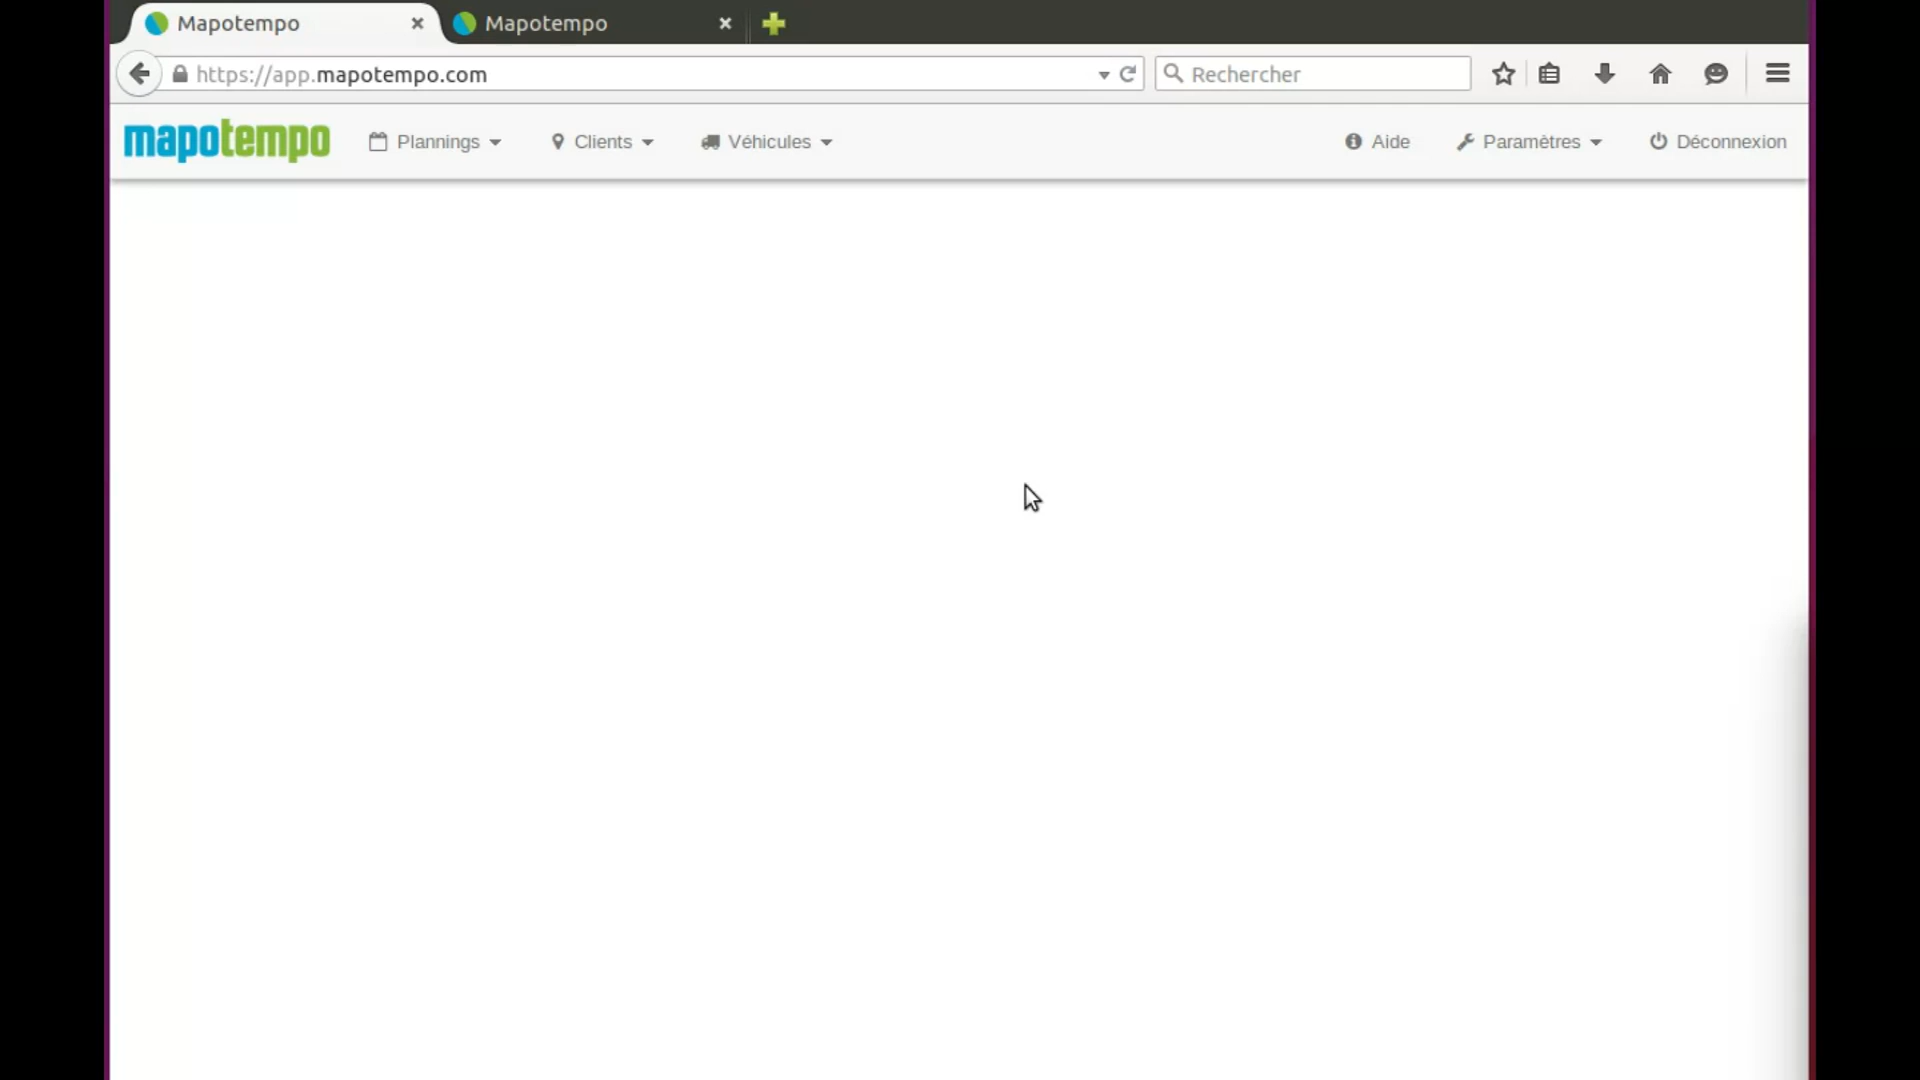 Mapotempo Mapotempo
https://app.mapotempo.com Rechercher
mapotempo Plannings Clients Véhicules Aide Paramètres Déconnexion